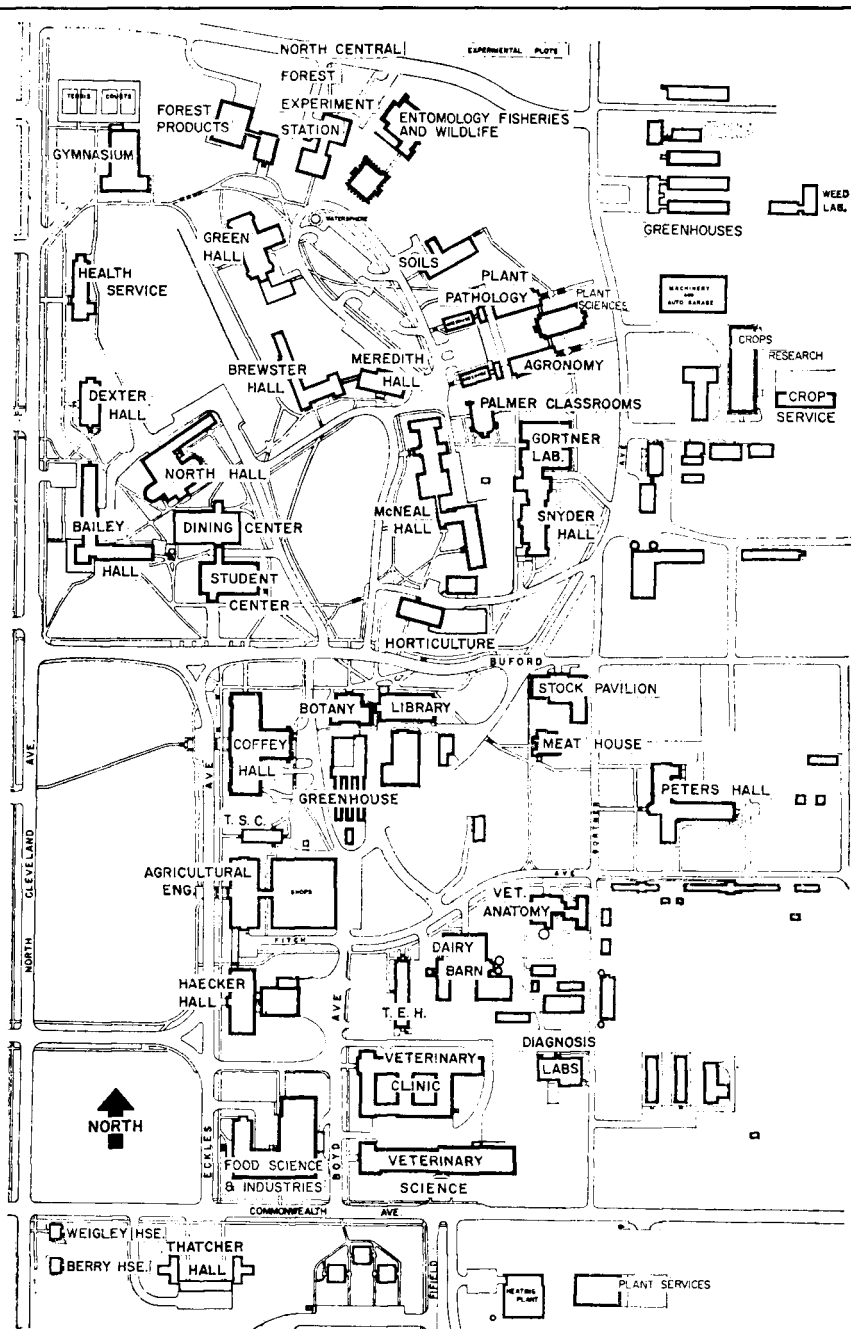 NORTH CENTRAL
EXPERIMENTAL PLOTS
FOREST
TENNIS COURTS
EXPERIMENT
FOREST
PRODUCTS
STATION
ENTOMOLOGY FISHERIES
AND WILDLIFE
GYMNASIUM
WEED
LAB.
WATERSPHERE
GREENHOUSES
GREEN
HALL
SOILS
HEALTH
SERVICE
PLANT
PATHOLOGY
PLANT
SCIENCES
MACHINERY
AND
AUTO GARAGE
CROPS
RESEARCH
BREWSTER
HALL
MEREDITH
HALL
AGRONOMY
DEXTER
HALL
PALMER CLASSROOMS
CROP
SERVICE
GORTNER
LAB.
AVE
NORTH HALL
McNEAL
HALL
SNYDER
HALL
BAILEY
HALL
DINING CENTER
STUDENT
CENTER
HORTICULTURE
BUFORD
STOCK PAVILION
BOTANY
LIBRARY
AVE.
COFFEY
HALL
AVE
MEAT HOUSE
PETERS HALL
GREENHOUSE
T. S. C.
GORTNER
CLEVELAND
AGRICULTURAL
ENG.
SHOPS
AVE
VET.
ANATOMY
NORTH
FITCH
DAIRY
BARN
HAECKER
HALL
AVE
T. E. H.
DIAGNOSIS
LABS
VETERINARY
CLINIC
NORTH
ECKLES
BOYD
FOOD SCIENCE
& INDUSTRIES
VETERINARY
SCIENCE
COMMONWEALTH AVE.
WEIGLEY HSE.
THATCHER
HALL
BERRY HSE.
FIFIELD
HEATING
PLANT
PLANT SERVICES